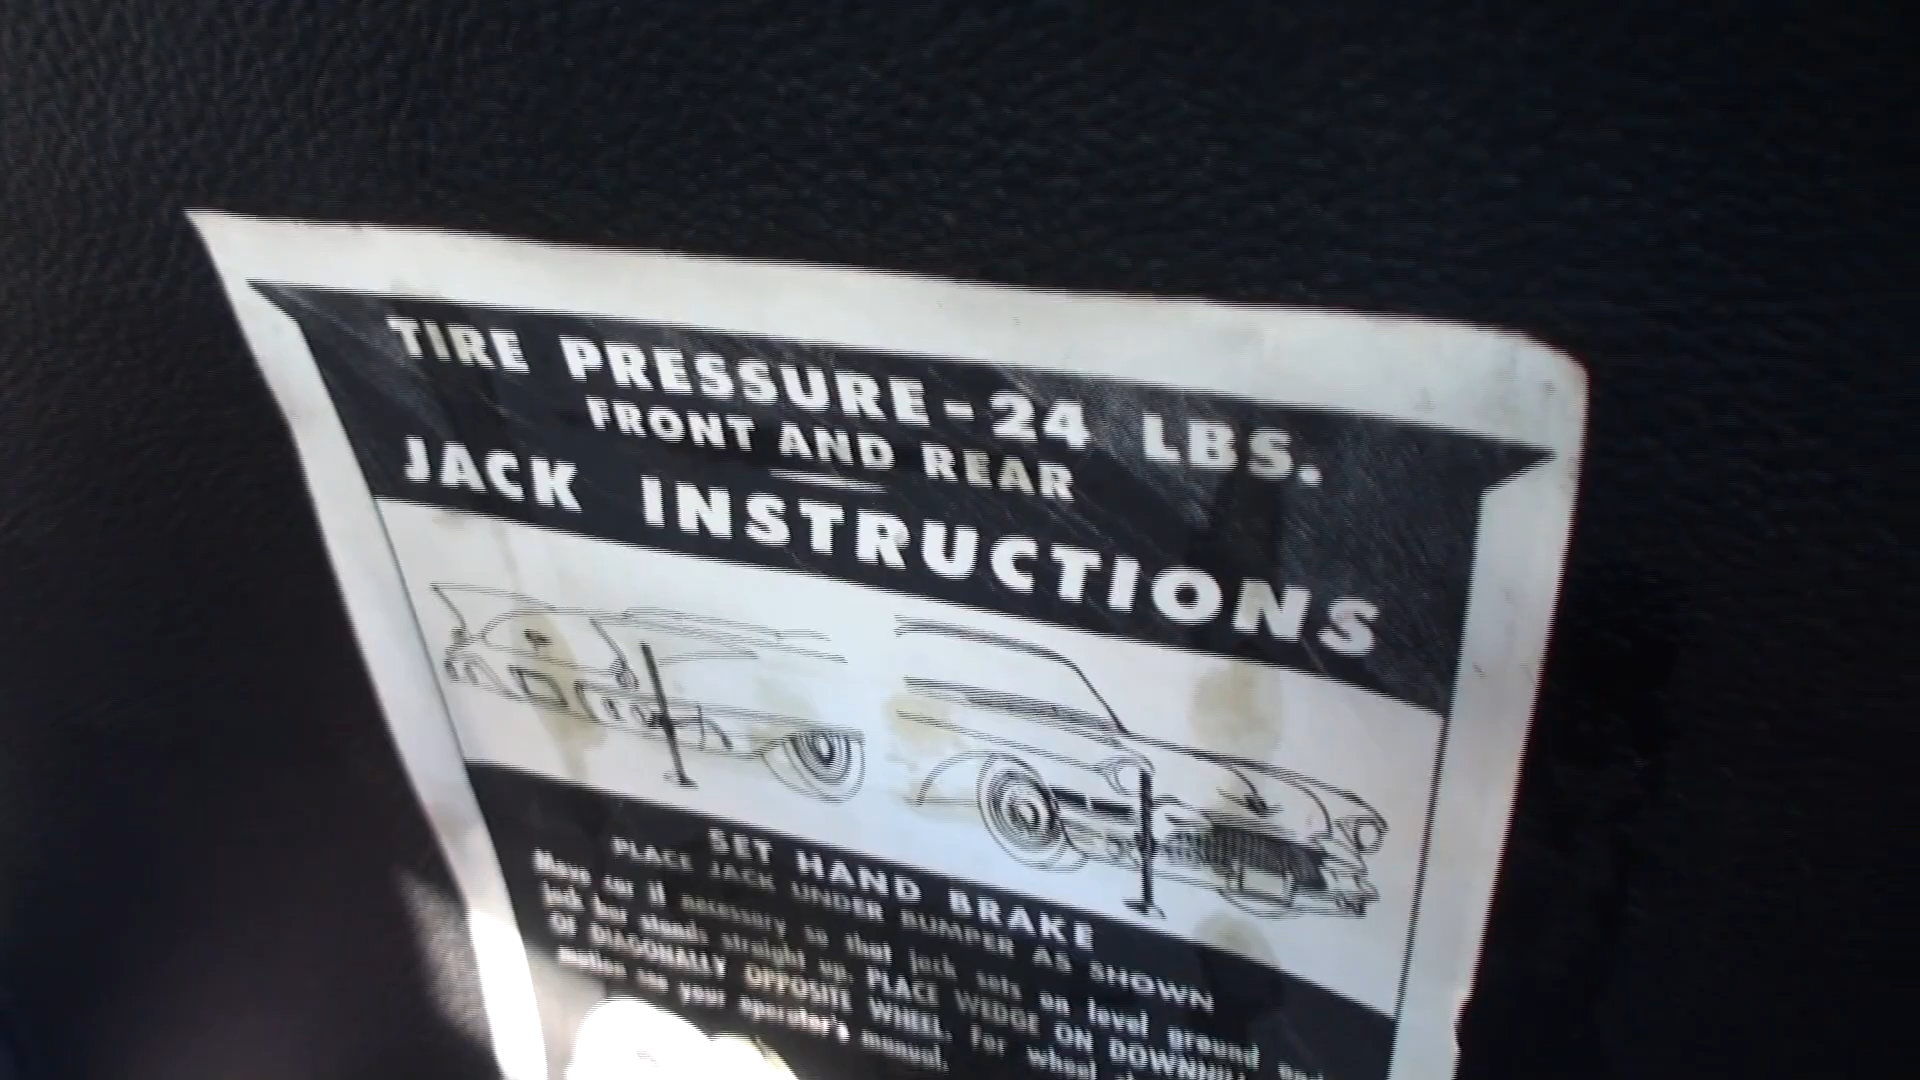 TIRE PRESSURE - 24 LBS.
FRONT AND REAR
JACK INSTRUCTIONS
SET HAND BRAKE
PLACE JACK UNDER BUMPER AS SHOWN
Move car if necessary so that jack sets on level ground and
jack bar stands straight up. PLACE WEDGE ON DOWNHILL
OF DIAGONALLY OPPOSITE WHEEL. For wheel
see your operator's manual.